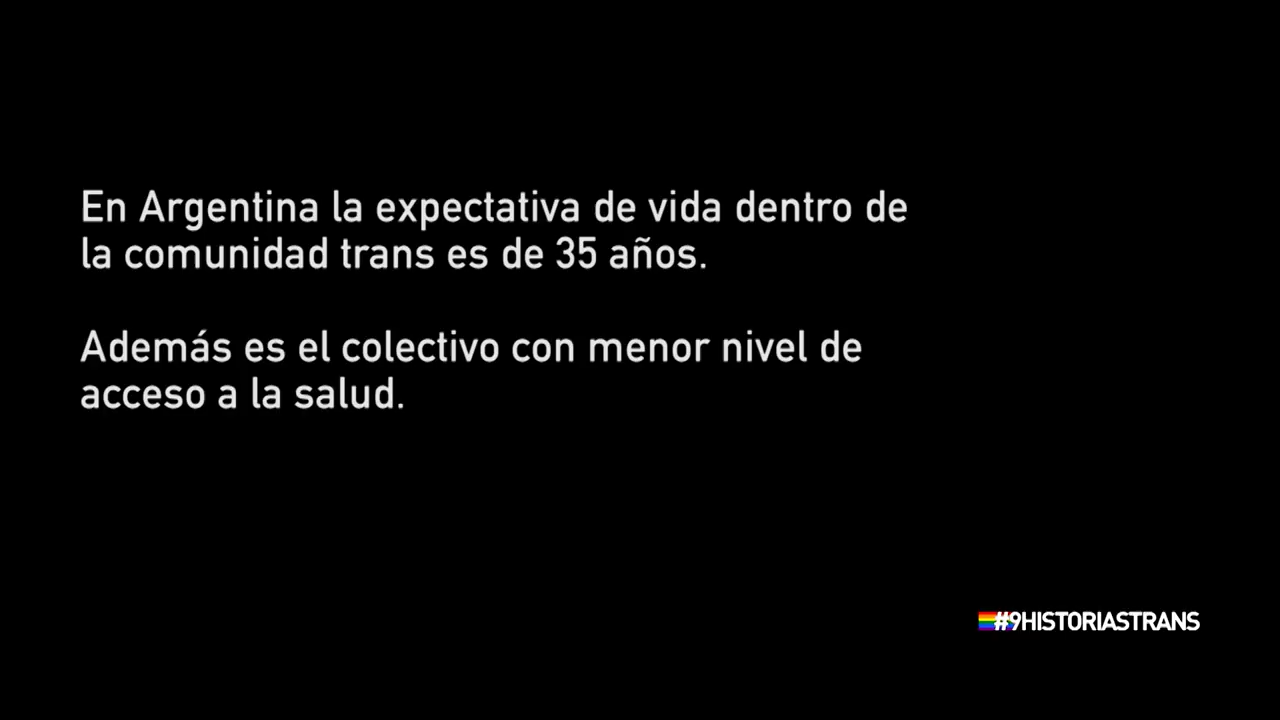 En Argentina la expectativa de vida dentro de
la comunidad trans es de 35 años.
Además es el colectivo con menor nivel de
acceso a la salud.
#9HISTORIASTRANS